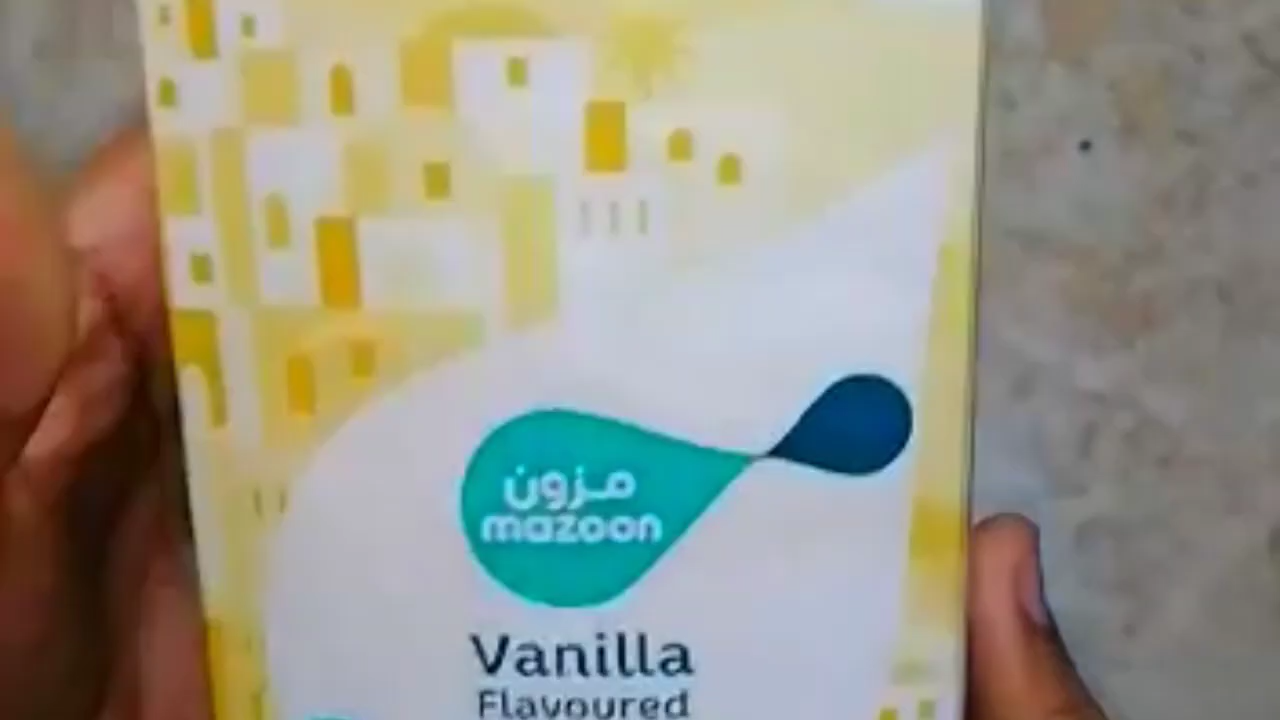 مزون
mazoon
Vanilla
Flavoured